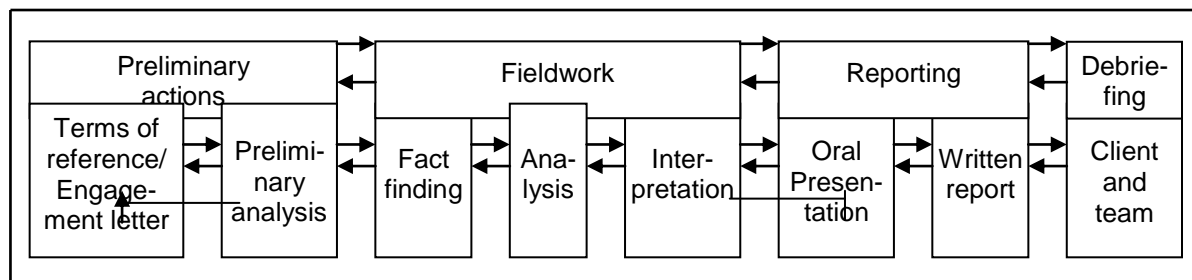 Preliminary
actions
Fieldwork
Reporting
Debrie-
fing
Terms of
reference/
Engage-
ment letter
Prelimi-
nary
analysis
Fact
finding
Ana-
lysis
Inter-
pretation
Oral
Presen-
tation
Written
report
Client
and
team